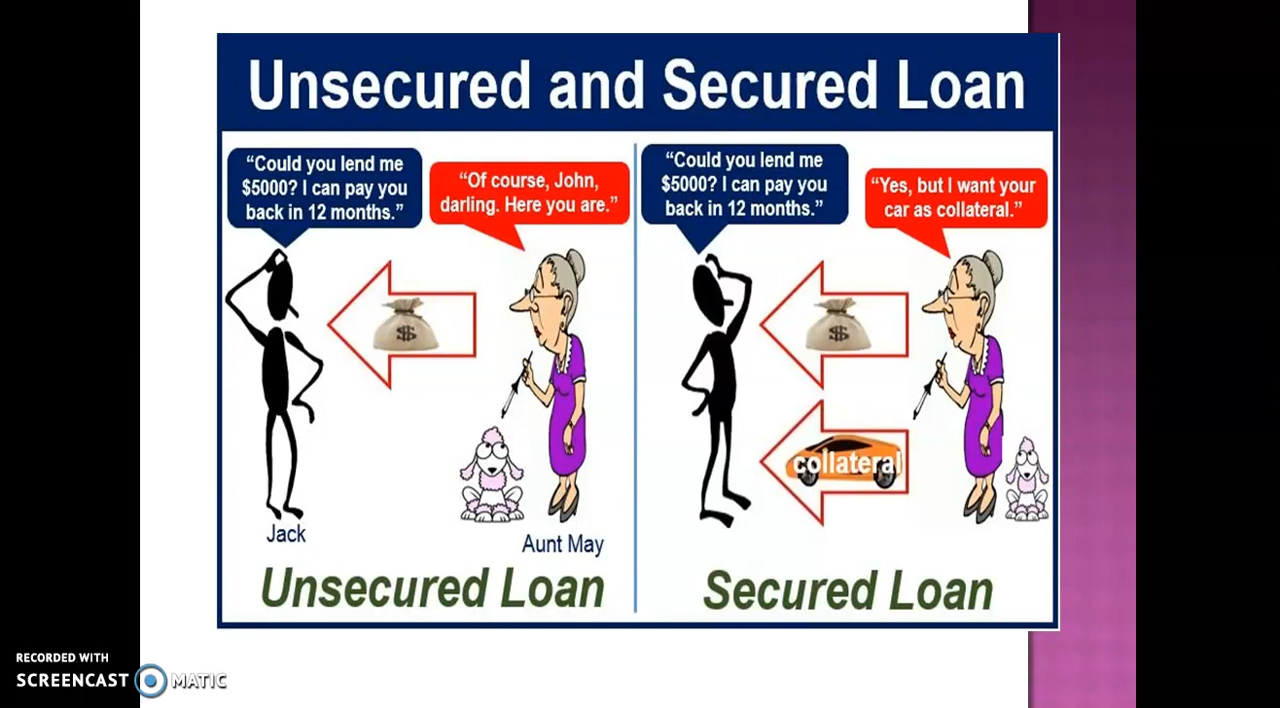 Unsecured and Secured Loan
“Could you lend me
$5000? I can pay you
back in 12 months.”
“Of course, John,
darling. Here you are.”
$
Jack
Aunt May
Unsecured Loan
“Could you lend me
$5000? I can pay you
back in 12 months.”
“Yes, but I want your
car as collateral.”
$
collateral
Secured Loan
RECORDED WITH
SCREENCAST MATIC